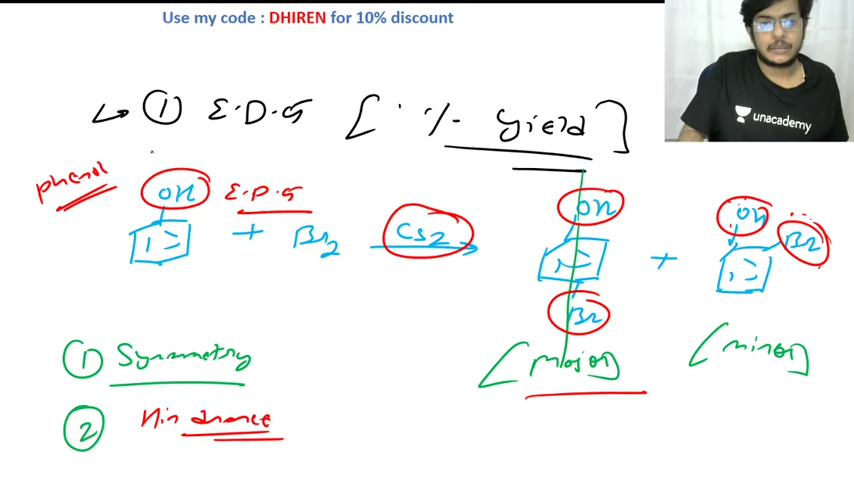 Use my code : DHIREN for 10% discount
unacademy
↳ ① E.D.G [ % yield ]
phenol
OH E.D.G + Br2 CS2 → OH Br + OH Br
① Symmetry [major] [minor]
② Hindrance